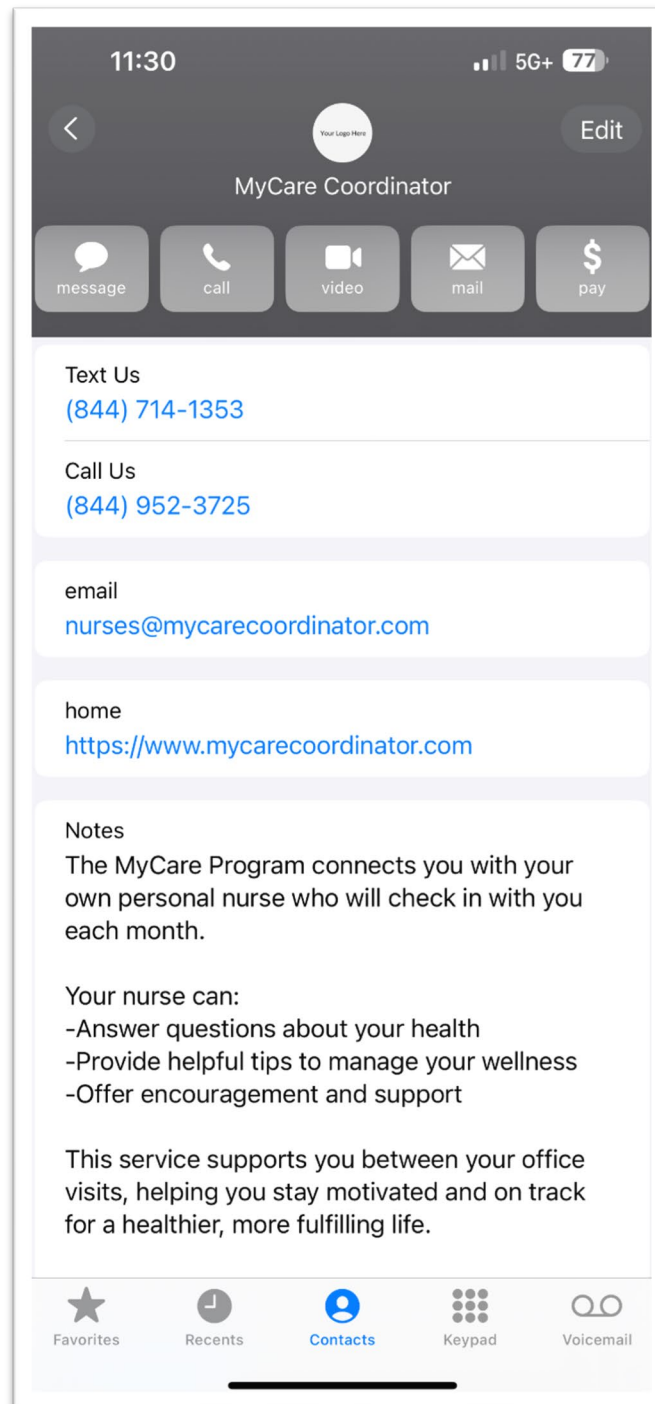 11:30 5G+ 77
Your Logo Here Edit
MyCare Coordinator
message call video mail pay
Text Us
(844) 714-1353
Call Us
(844) 952-3725
email
nurses@mycarecoordinator.com
home
https://www.mycarecoordinator.com
Notes
The MyCare Program connects you with your
own personal nurse who will check in with you
each month.
Your nurse can:
-Answer questions about your health
-Provide helpful tips to manage your wellness
-Offer encouragement and support
This service supports you between your office
visits, helping you stay motivated and on track
for a healthier, more fulfilling life.
Favorites Recents Contacts Keypad Voicemail